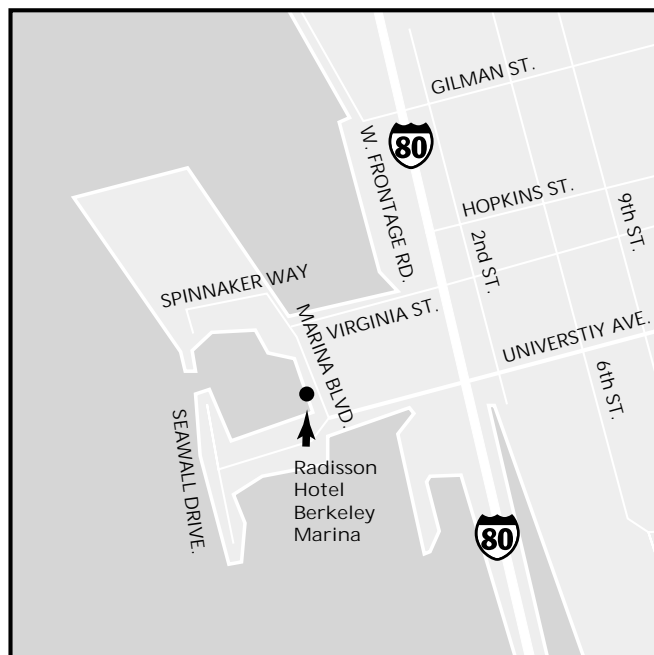 GILMAN ST.
W. FRONTAGE RD.
80
HOPKINS ST.
9th ST.
2nd ST.
SPINNAKER WAY
MARINA BLVD.
VIRGINIA ST.
UNIVERSTIY AVE.
6th ST.
SEAWALL DRIVE.
Radisson
Hotel
Berkeley
Marina
80